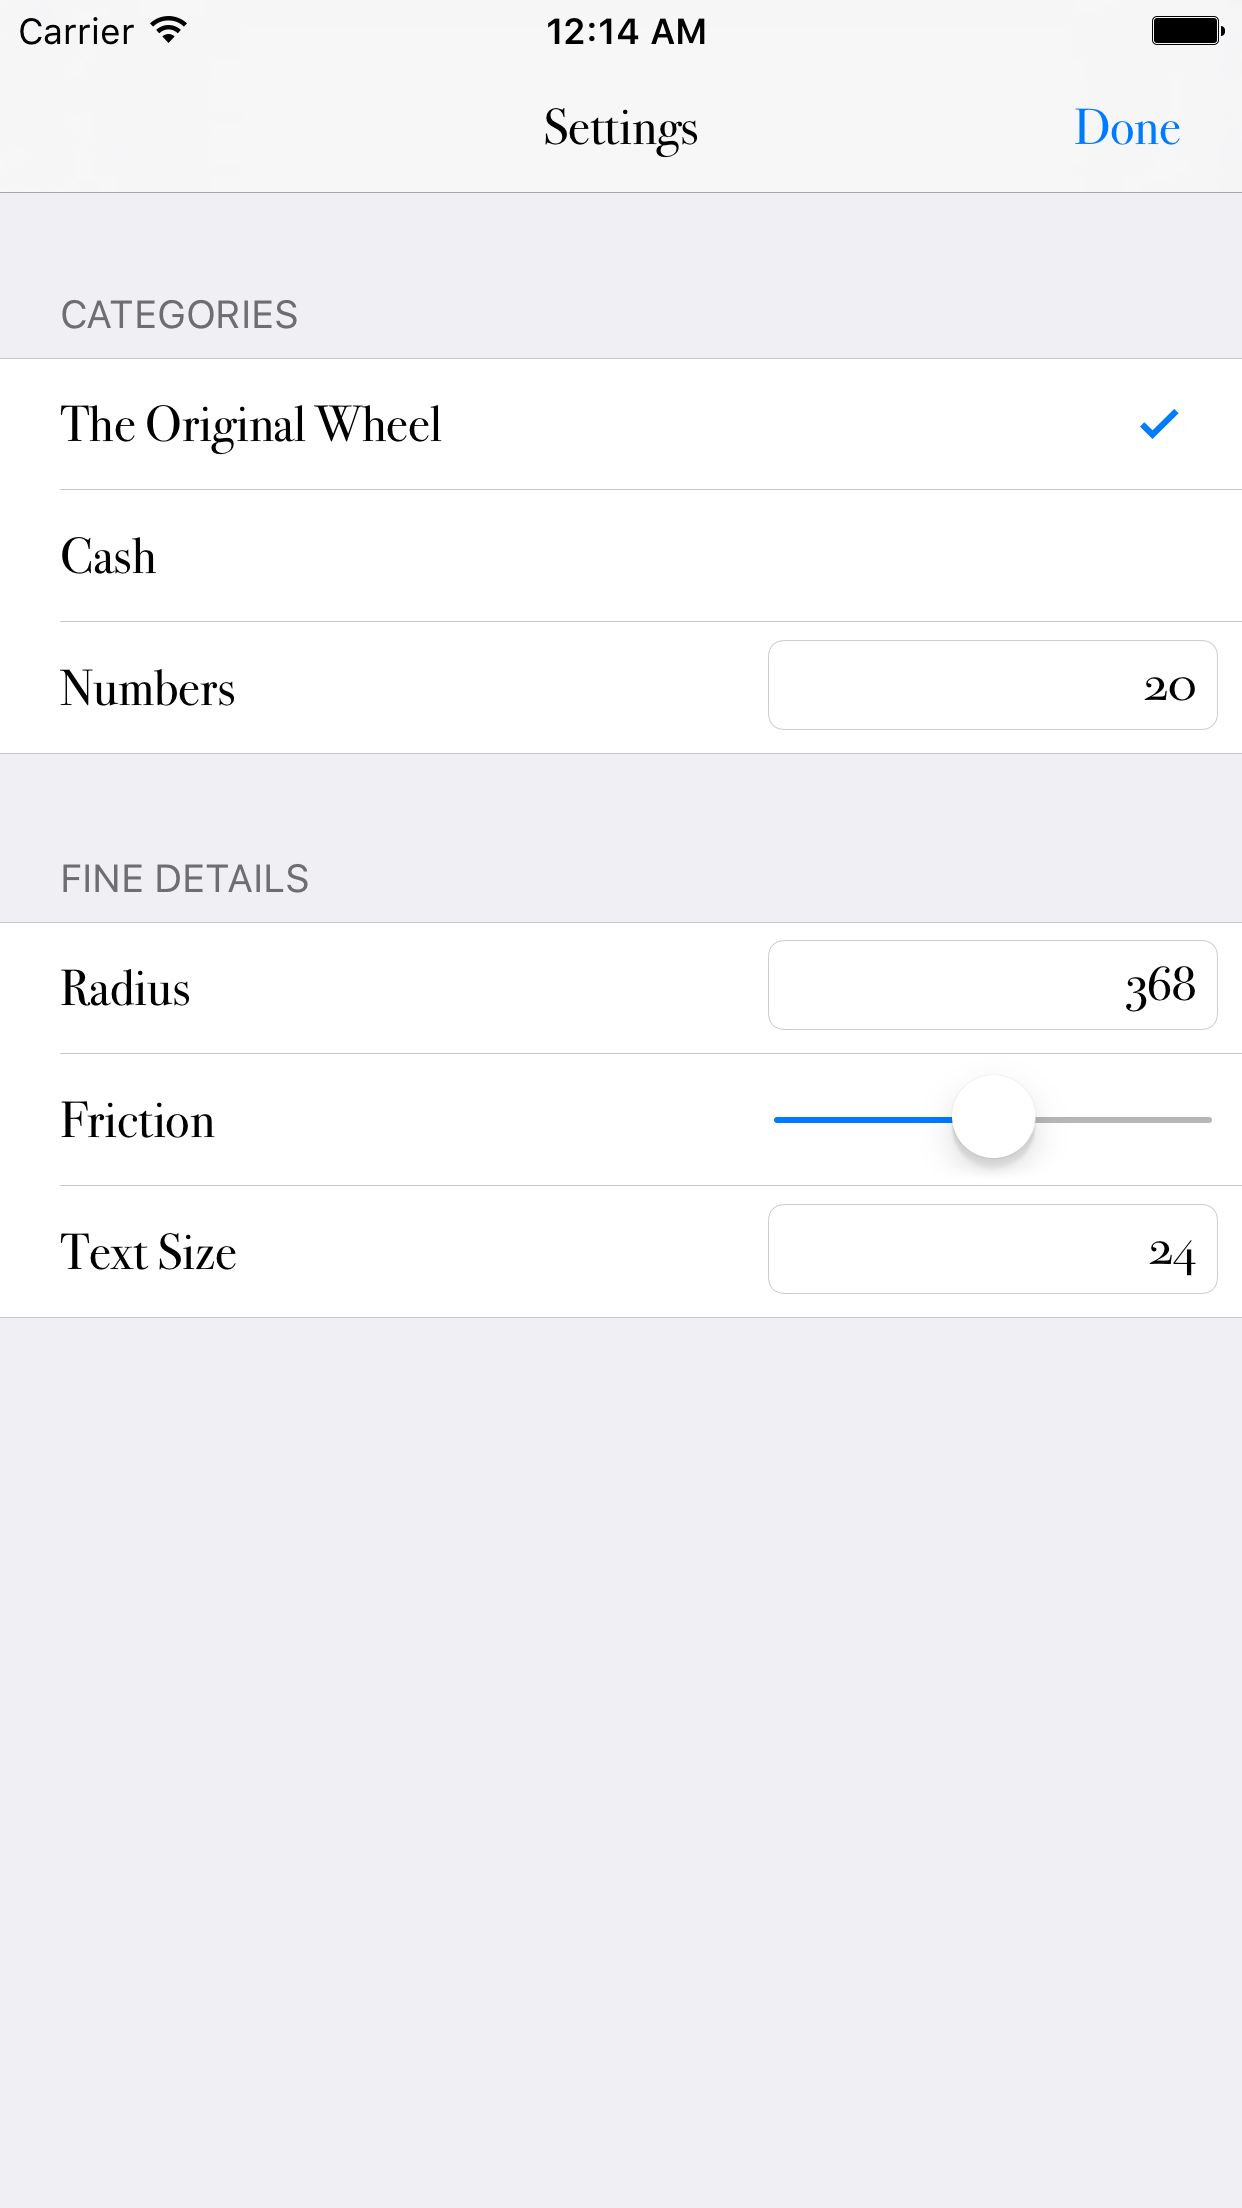 Carrier 12:14 AM
Settings Done
CATEGORIES
The Original Wheel
Cash
Numbers 20
FINE DETAILS
Radius 368
Friction
Text Size 24